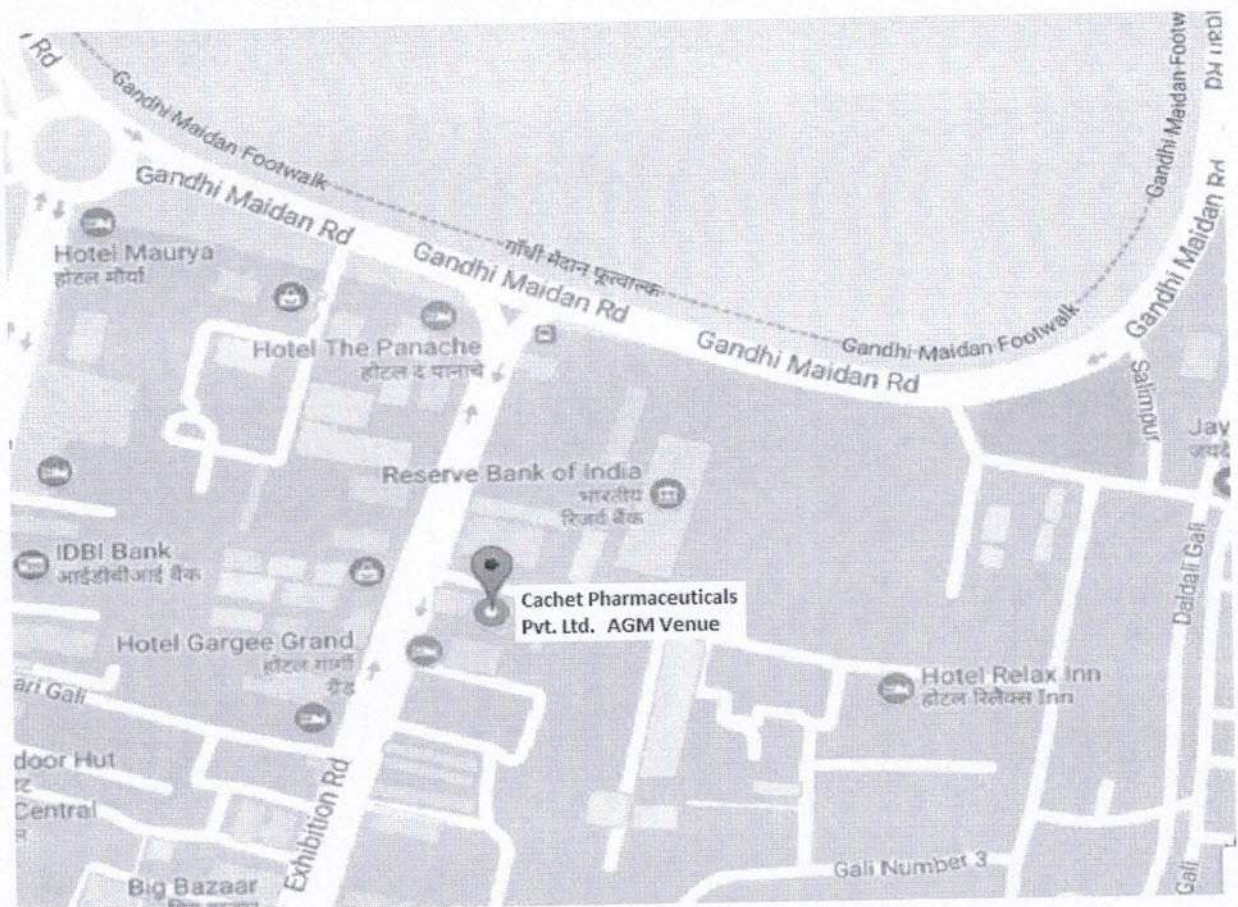 Rd
Gandhi Maidan Footwalk
Gandhi Maidan Rd
Hotel Maurya
होटल मौर्या
Gandhi Maidan Rd
गाँधी मैदान फूटवाल्क
Gandhi Maidan Rd
Gandhi Maidan Footwalk
Gandhi Maidan Rd
Gandhi Maidan Footw
Hotel The Panache
होटल द पानाचे
Salimpur
Jav
Reserve Bank of India
भारतीय
रिजर्व बैंक
IDBI Bank
आईडीबीआई बैंक
Cachet Pharmaceuticals
Pvt. Ltd. AGM Venue
Daldali Gali
Hotel Gargee Grand
होटल गार्गी
ग्रैंड
Hotel Relax Inn
होटल रिलैक्स Inn
ari Gali
door Hut
Central
Exhibition Rd
Big Bazaar
Gali Number 3
Gali